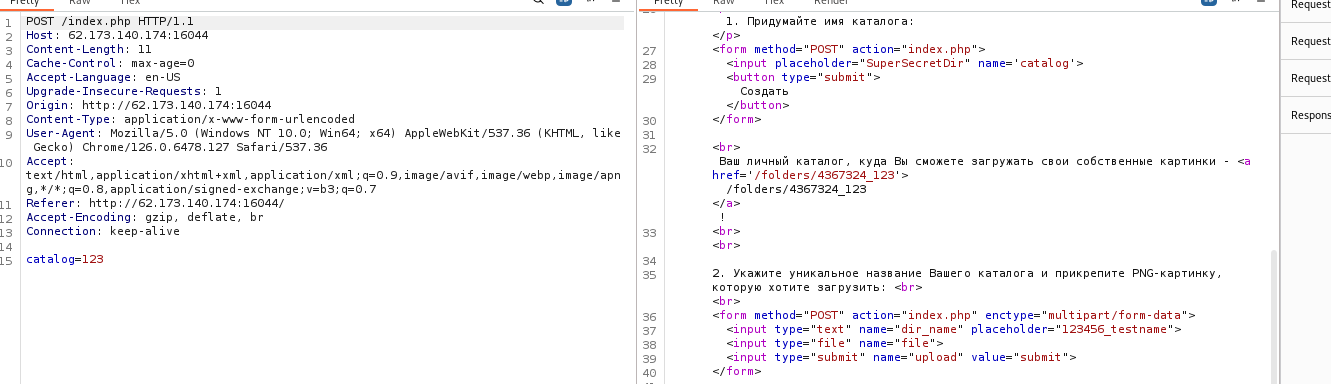 Pretty Raw Hex
1 POST /index.php HTTP/1.1
2 Host: 62.173.140.174:16044
3 Content-Length: 11
4 Cache-Control: max-age=0
5 Accept-Language: en-US
6 Upgrade-Insecure-Requests: 1
7 Origin: http://62.173.140.174:16044
8 Content-Type: application/x-www-form-urlencoded
9 User-Agent: Mozilla/5.0 (Windows NT 10.0; Win64; x64) AppleWebKit/537.36 (KHTML, like
Gecko) Chrome/126.0.6478.127 Safari/537.36
10 Accept:
text/html,application/xhtml+xml,application/xml;q=0.9,image/avif,image/webp,image/apn
g,*/*;q=0.8,application/signed-exchange;v=b3;q=0.7
11 Referer: http://62.173.140.174:16044/
12 Accept-Encoding: gzip, deflate, br
13 Connection: keep-alive
14
15 catalog=123
Pretty Raw Hex Render
1. Придумайте имя каталога:
</p>
27 <form method="POST" action="index.php">
28 <input placeholder="SuperSecretDir" name='catalog'>
29 <button type="submit">
Создать
</button>
30 </form>
31
32 <br>
Ваш личный каталог, куда Вы сможете загружать свои собственные картинки - <a
href='/folders/4367324_123'>
/folders/4367324_123
</a>
!
33 <br>
<br>
34
35 2. Укажите уникальное название Вашего каталога и прикрепите PNG-картинку,
которую хотите загрузить: <br>
<br>
36 <form method="POST" action="index.php" enctype="multipart/form-data">
37 <input type="text" name="dir_name" placeholder="123456_testname">
38 <input type="file" name="file">
39 <input type="submit" name="upload" value="submit">
40 </form>
Request
Request
Request
Respons